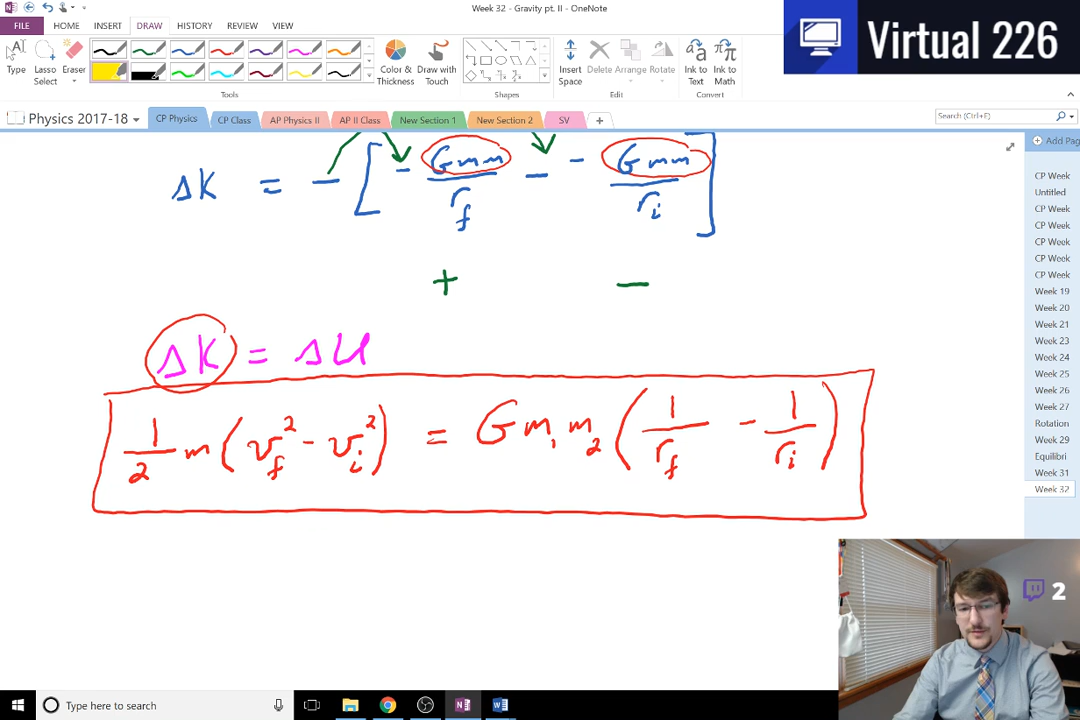 Week 32 - Gravity pt. II - OneNote
FILE HOME INSERT DRAW HISTORY REVIEW VIEW
Virtual 226
Type Lasso Select Eraser Color & Thickness Draw with Touch Insert Space Delete Arrange Rotate Ink to Text Ink to Math
Tools Shapes Edit Convert
Physics 2017-18 CP Physics CP Class AP Physics II AP II Class New Section 1 New Section 2 SV +
Search (Ctrl+E)
Add Pag
CP Week
Untitled
CP Week
CP Week
CP Week
CP Week
CP Week
Week 19
Week 20
Week 21
Week 23
Week 24
Week 25
Week 26
Week 27
Rotation
Week 29
Equilibri
Week 31
Week 32
ΔK = - [ - Gmm/r_f - - Gmm/r_i ]
+ -
ΔK = ΔU
1/2 m (v_f² - v_i²) = G m₁ m₂ (1/r_f - 1/r_i)
2
Type here to search